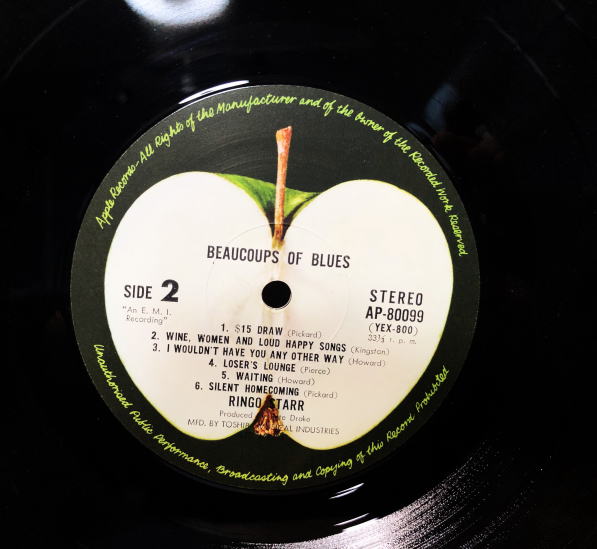 Apple Records-All Rights of the Manufacturer and of the Owner of the Recorded Work Reserved
BEAUCOUPS OF BLUES
SIDE 2
"An E. M. I.
Recording"
STEREO
AP-80099
(YEX-800)
33⅓ r. p. m.
1. $15 DRAW (Pickard)
2. WINE, WOMEN AND LOUD HAPPY SONGS (Kingston)
3. I WOULDN'T HAVE YOU ANY OTHER WAY (Howard)
4. LOSER'S LOUNGE (Pierce)
5. WAITING (Howard)
6. SILENT HOMECOMING (Pickard)
RINGO STARR
Produced Drake
MFD. BY INDUSTRIES
Unauthorised Public Performance, Broadcasting and Copying of this Record Prohibited